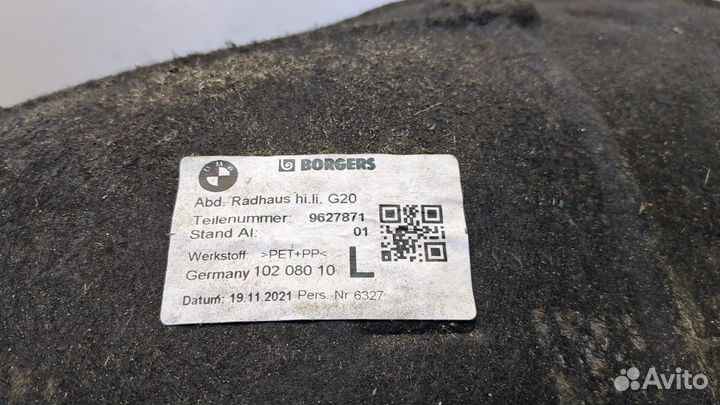 BMW
BORGERS
Abd. Radhaus hi.li. G20
Teilenummer: 9627871
Stand AI: 01
Werkstoff >PET+PP<
Germany 102 080 10 L
Datum: 19.11.2021 Pers.-Nr 6327
Avito